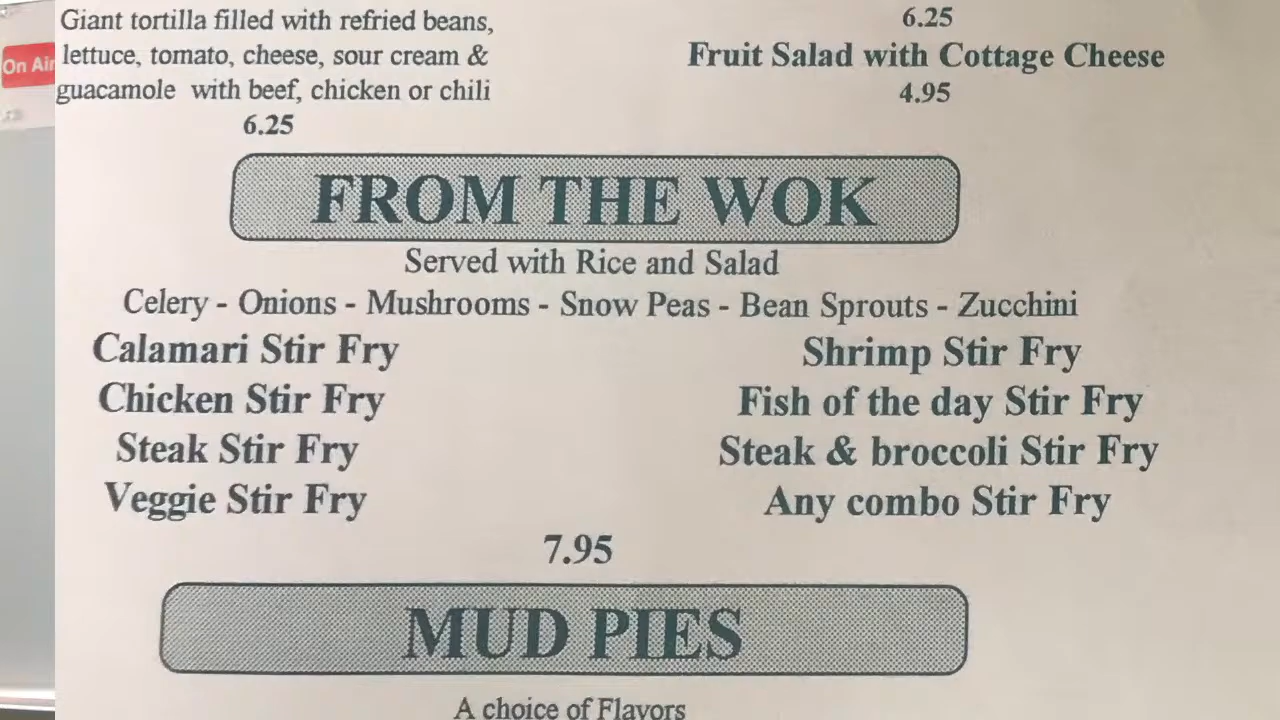 On Air
Giant tortilla filled with refried beans,
lettuce, tomato, cheese, sour cream &
guacamole with beef, chicken or chili
6.25
6.25
Fruit Salad with Cottage Cheese
4.95
FROM THE WOK
Served with Rice and Salad
Celery - Onions - Mushrooms - Snow Peas - Bean Sprouts - Zucchini
Calamari Stir Fry
Chicken Stir Fry
Steak Stir Fry
Veggie Stir Fry
Shrimp Stir Fry
Fish of the day Stir Fry
Steak & broccoli Stir Fry
Any combo Stir Fry
7.95
MUD PIES
A choice of Flavors